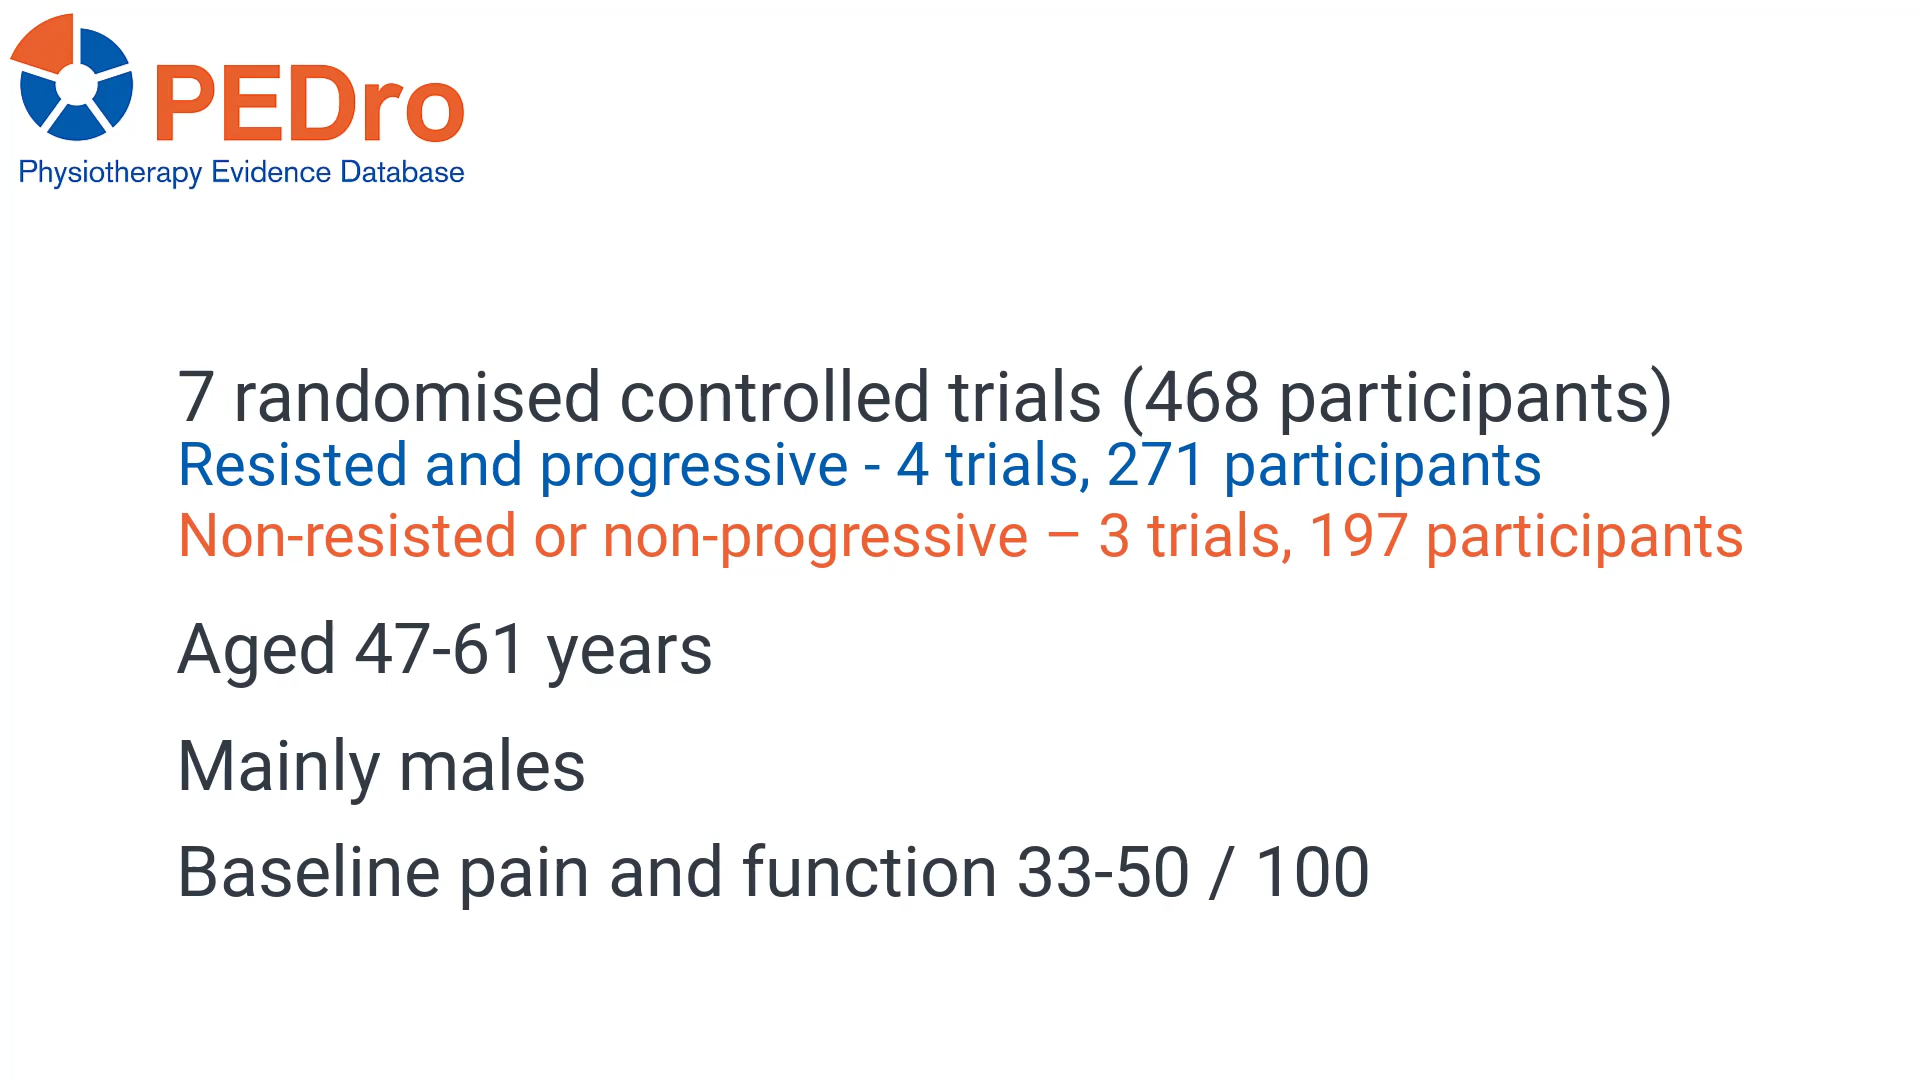 PEDro
Physiotherapy Evidence Database
7 randomised controlled trials (468 participants)
Resisted and progressive - 4 trials, 271 participants
Non-resisted or non-progressive – 3 trials, 197 participants
Aged 47-61 years
Mainly males
Baseline pain and function 33-50 / 100